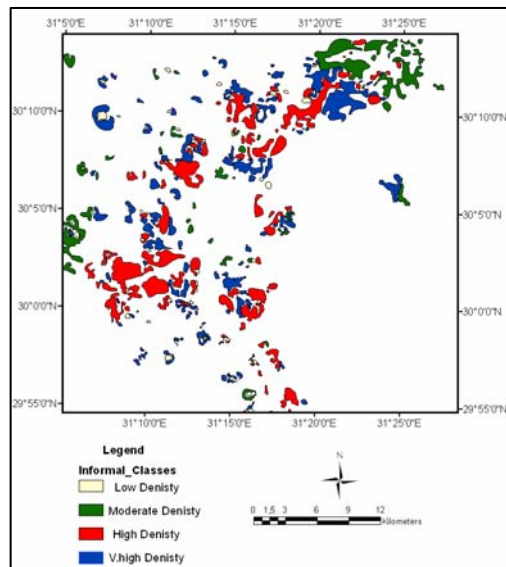 31°5'0"E 31°10'0"E 31°15'0"E 31°20'0"E 31°25'0"E
30°10'0"N 30°10'0"N
30°5'0"N 30°5'0"N
30°0'0"N 30°0'0"N
29°55'0"N 29°55'0"N
31°10'0"E 31°15'0"E 31°20'0"E 31°25'0"E
Legend
Informal_Classes
Low Denisty
Moderate Denisty
High Denisty
V.high Denisty
N
0 1.5 3 6 9 12
Kilometers